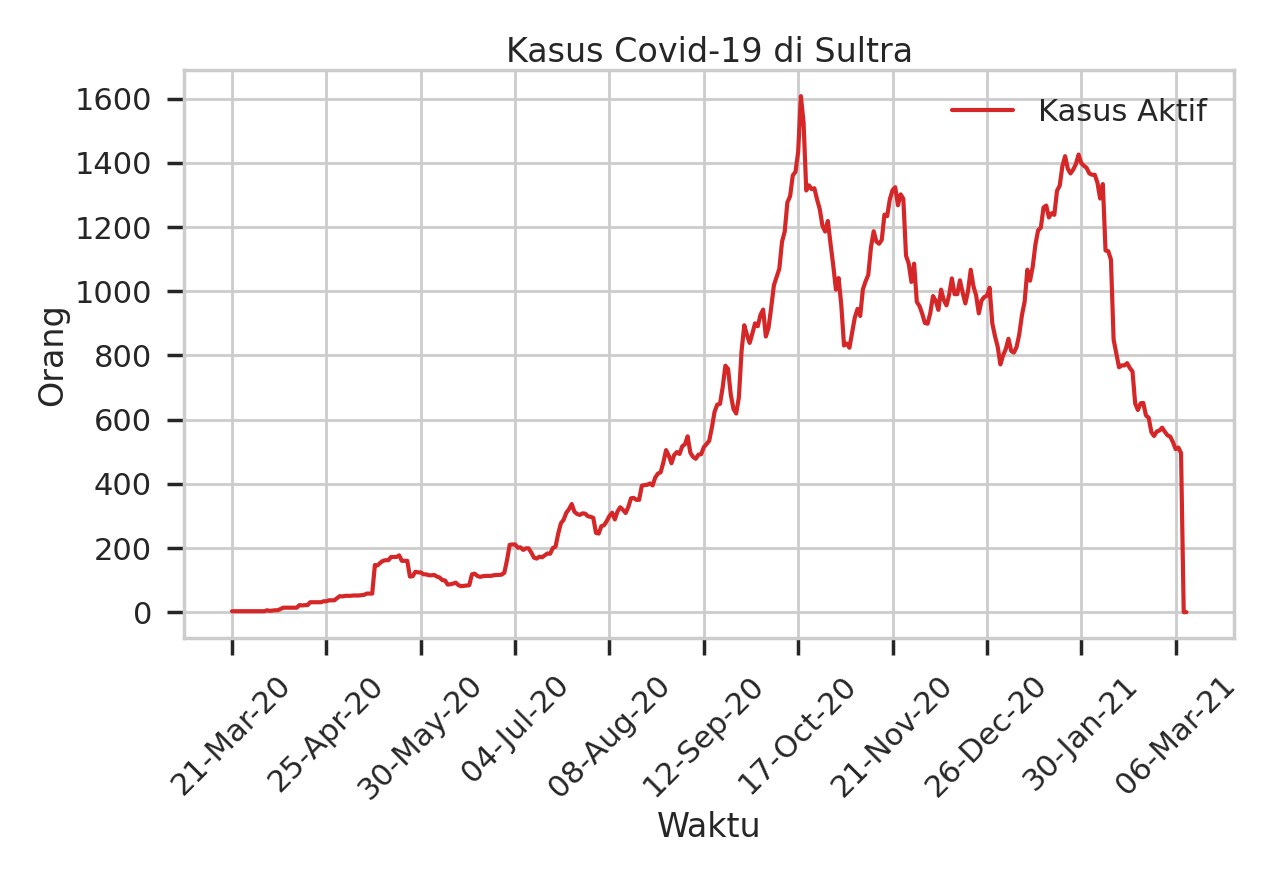 Kasus Covid-19 di Sultra
Kasus Aktif
1600
1400
1200
1000
800
600
400
200
0
Orang
21-Mar-20
25-Apr-20
30-May-20
04-Jul-20
08-Aug-20
12-Sep-20
17-Oct-20
21-Nov-20
26-Dec-20
30-Jan-21
06-Mar-21
Waktu